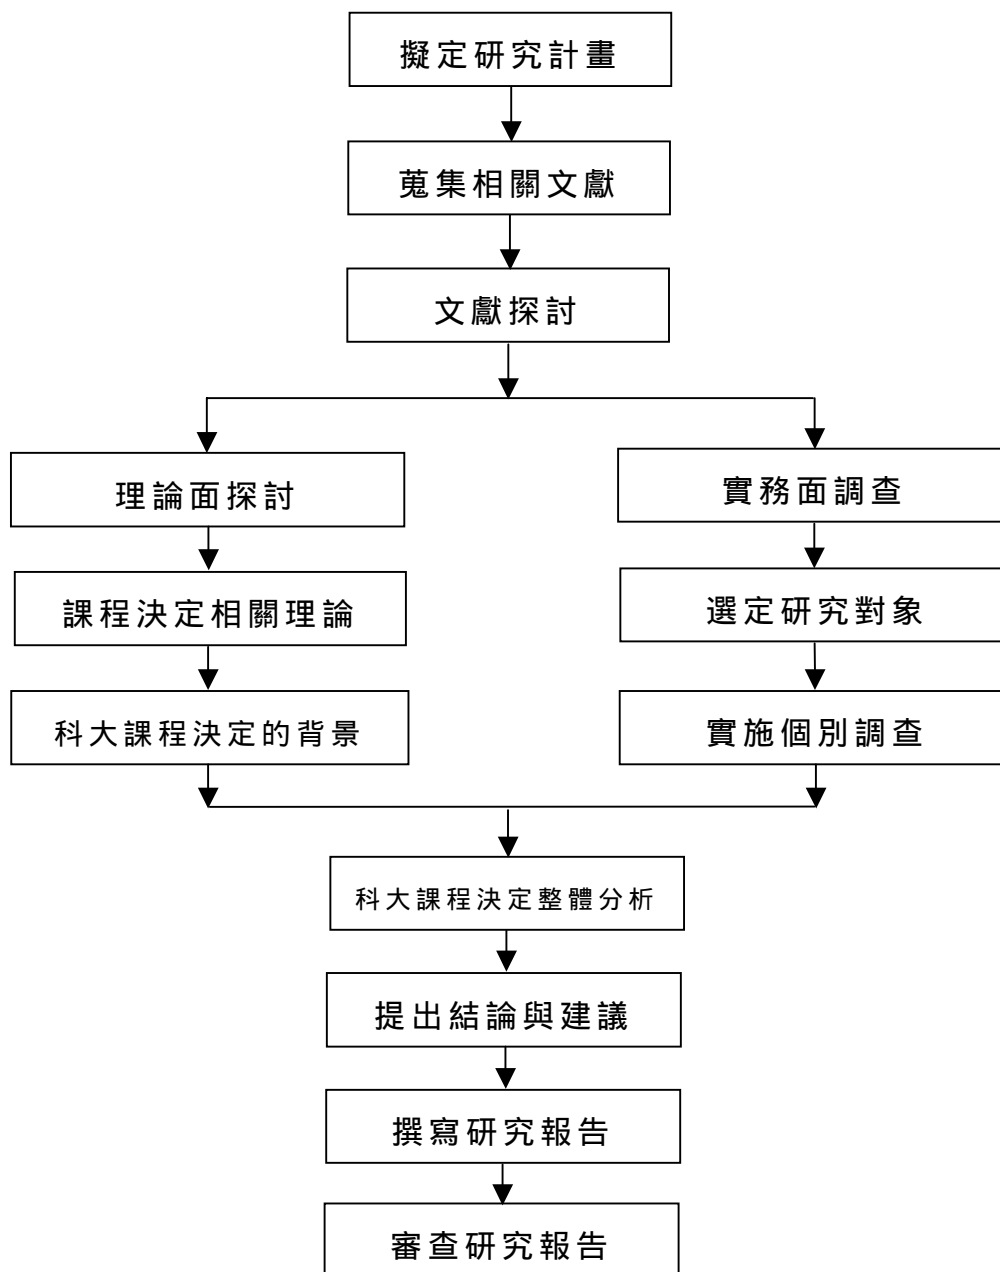 擬定研究計畫
蒐集相關文獻
文獻探討
理論面探討
實務面調查
課程決定相關理論
選定研究對象
科大課程決定的背景
實施個別調查
科大課程決定整體分析
提出結論與建議
撰寫研究報告
審查研究報告